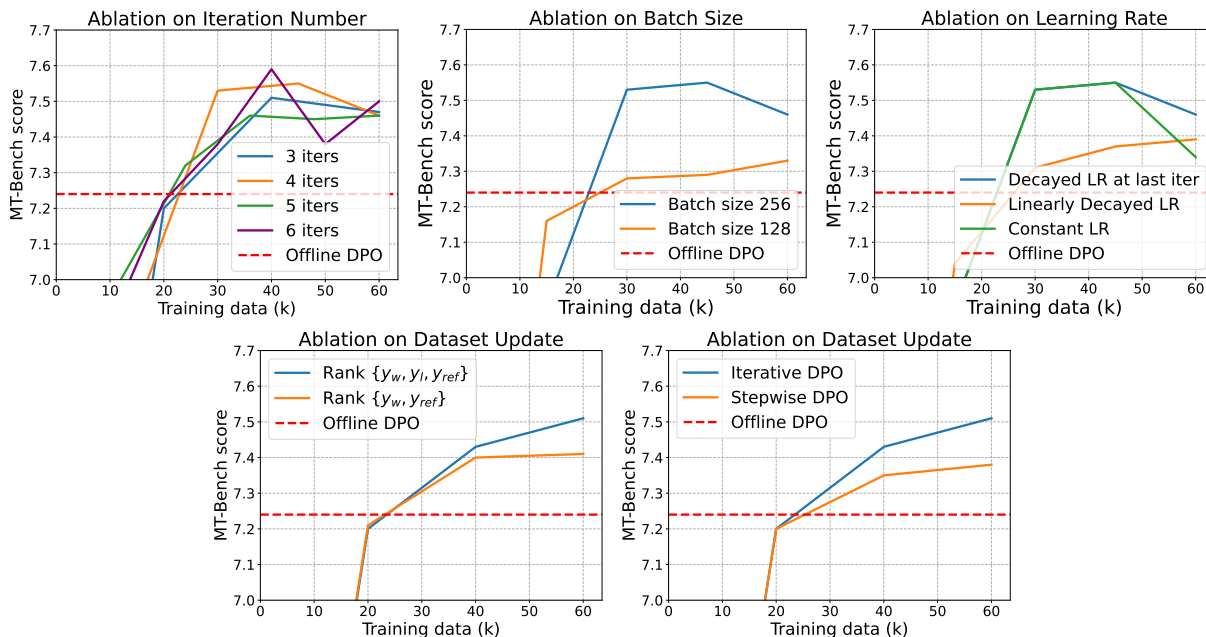 Ablation on Iteration Number
MT-Bench score
7.7
7.6
7.5
7.4
7.3
7.2
7.1
7.0
3 iters
4 iters
5 iters
6 iters
Offline DPO
0 10 20 30 40 50 60
Training data (k)
Ablation on Batch Size
MT-Bench score
7.7
7.6
7.5
7.4
7.3
7.2
7.1
7.0
Batch size 256
Batch size 128
Offline DPO
0 10 20 30 40 50 60
Training data (k)
Ablation on Learning Rate
MT-Bench score
7.7
7.6
7.5
7.4
7.3
7.2
7.1
7.0
Decayed LR at last iter
Linearly Decayed LR
Constant LR
Offline DPO
0 10 20 30 40 50 60
Training data (k)
Ablation on Dataset Update
MT-Bench score
7.7
7.6
7.5
7.4
7.3
7.2
7.1
7.0
Rank {y_w, y_l, y_ref}
Rank {y_w, y_ref}
Offline DPO
0 10 20 30 40 50 60
Training data (k)
Ablation on Dataset Update
MT-Bench score
7.7
7.6
7.5
7.4
7.3
7.2
7.1
7.0
Iterative DPO
Stepwise DPO
Offline DPO
0 10 20 30 40 50 60
Training data (k)